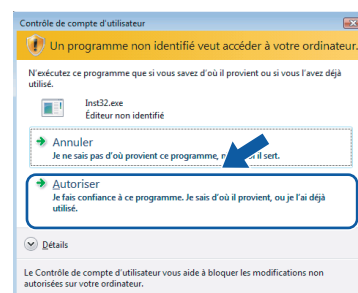 Contrôle de compte d'utilisateur
Un programme non identifié veut accéder à votre ordinateur.
N'exécutez ce programme que si vous savez d'où il provient ou si vous l'avez déjà
utilisé.
Inst32.exe
Éditeur non identifié
Annuler
Je ne sais pas d'où provient ce programme, n il sert.
Autoriser
Je fais confiance à ce programme. Je sais d'où il provient, ou je l'ai déjà
utilisé.
Détails
Le Contrôle de compte d'utilisateur vous aide à bloquer les modifications non
autorisées sur votre ordinateur.